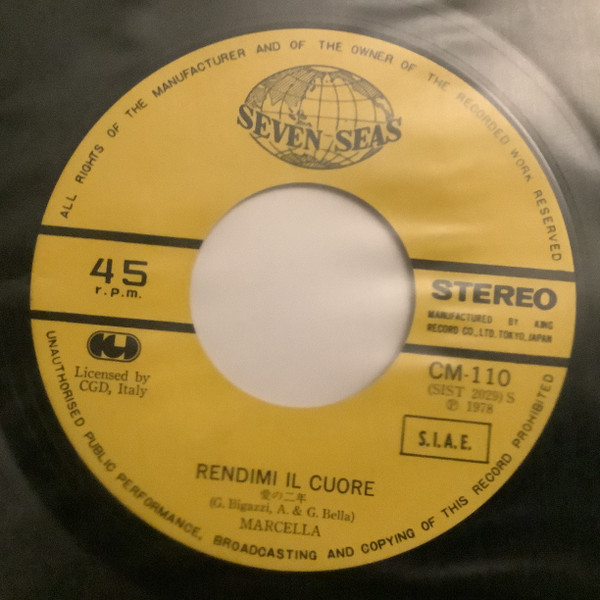 ALL RIGHTS OF THE MANUFACTURER AND OF THE OWNER OF THE RECORDED WORK RESERVED
SEVEN SEAS
45
r.p.m.
STEREO
MANUFACTURED BY KING
RECORD CO., LTD. TOKYO, JAPAN
Licensed by
CGD, Italy
CM-110
(SIST 2029) S
Ⓟ 1978
S.I.A.E.
RENDIMI IL CUORE
愛の二年
(G. Bigazzi, A. & G. Bella)
MARCELLA
UNAUTHORISED PUBLIC PERFORMANCE, BROADCASTING AND COPYING OF THIS RECORD PROHIBITED